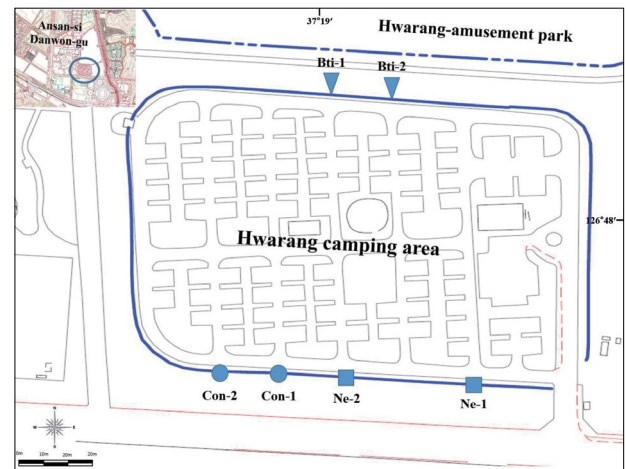 Ansan-si
Danwon-gu
37°19'
Hwarang-amusement park
Bti-1
Bti-2
126°48'
Hwarang camping area
Con-2
Con-1
Ne-2
Ne-1
N
W
E
S
0m 10m 20m 20m